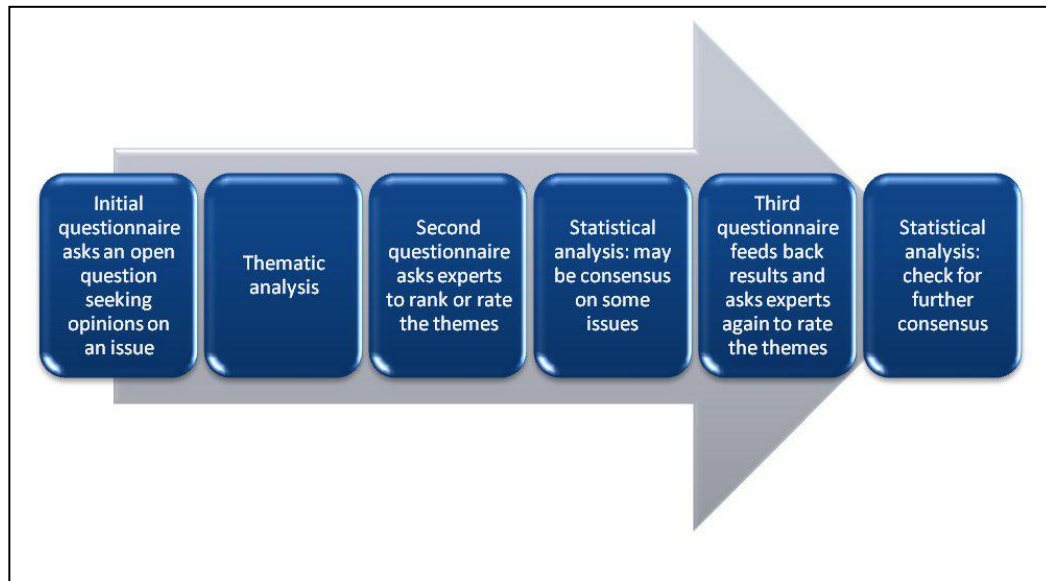 Initial
questionnaire
asks an open
question
seeking
opinions on
an issue
Thematic
analysis
Second
questionnaire
asks experts
to rank or rate
the themes
Statistical
analysis: may
be consensus
on some
issues
Third
questionnaire
feeds back
results and
asks experts
again to rate
the themes
Statistical
analysis:
check for
further
consensus